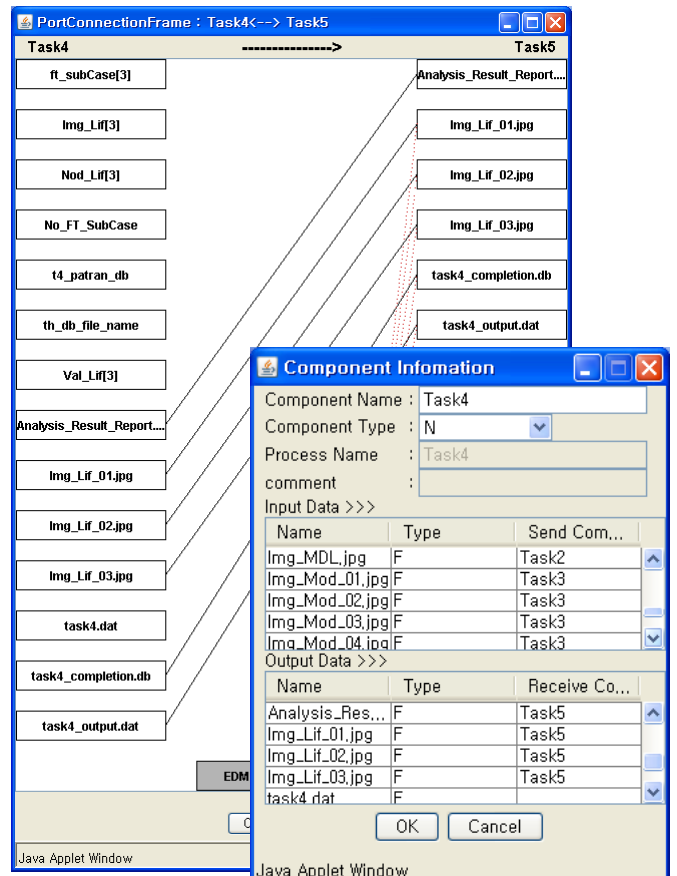 PortConnectionFrame : Task4<--> Task5
Task4 ---------------> Task5
ft_subCase[3]
Img_Lif[3]
Nod_Lif[3]
No_FT_SubCase
t4_patran_db
th_db_file_name
Val_Lif[3]
Analysis_Result_Report....
Img_Lif_01.jpg
Img_Lif_02.jpg
Img_Lif_03.jpg
task4.dat
task4_completion.db
task4_output.dat
Analysis_Result_Report....
Img_Lif_01.jpg
Img_Lif_02.jpg
Img_Lif_03.jpg
task4_completion.db
task4_output.dat
EDM
Java Applet Window
Component Infomation
Component Name : Task4
Component Type : N
Process Name : Task4
comment :
Input Data >>>
Name Type Send Com...
Img_MDL.jpg F Task2
Img_Mod_01.jpg F Task3
Img_Mod_02.jpg F Task3
Img_Mod_03.jpg F Task3
Img_Mod_04.jpg F Task3
Output Data >>>
Name Type Receive Co...
Analysis_Res... F Task5
Img_Lif_01.jpg F Task5
Img_Lif_02.jpg F Task5
Img_Lif_03.jpg F Task5
task4.dat F
OK Cancel
Java Applet Window